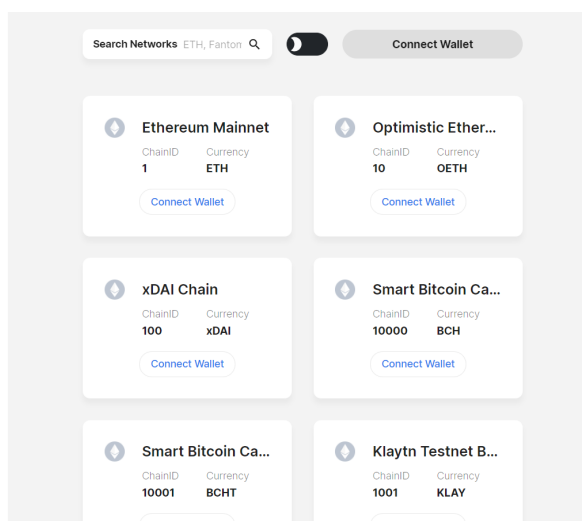 Search Networks ETH, Fantom Connect Wallet
Ethereum Mainnet Optimistic Ether...
ChainID Currency ChainID Currency
1 ETH 10 OETH
Connect Wallet Connect Wallet
xDAI Chain Smart Bitcoin Ca...
ChainID Currency ChainID Currency
100 xDAI 10000 BCH
Connect Wallet Connect Wallet
Smart Bitcoin Ca... Klaytn Testnet B...
ChainID Currency ChainID Currency
10001 BCHT 1001 KLAY